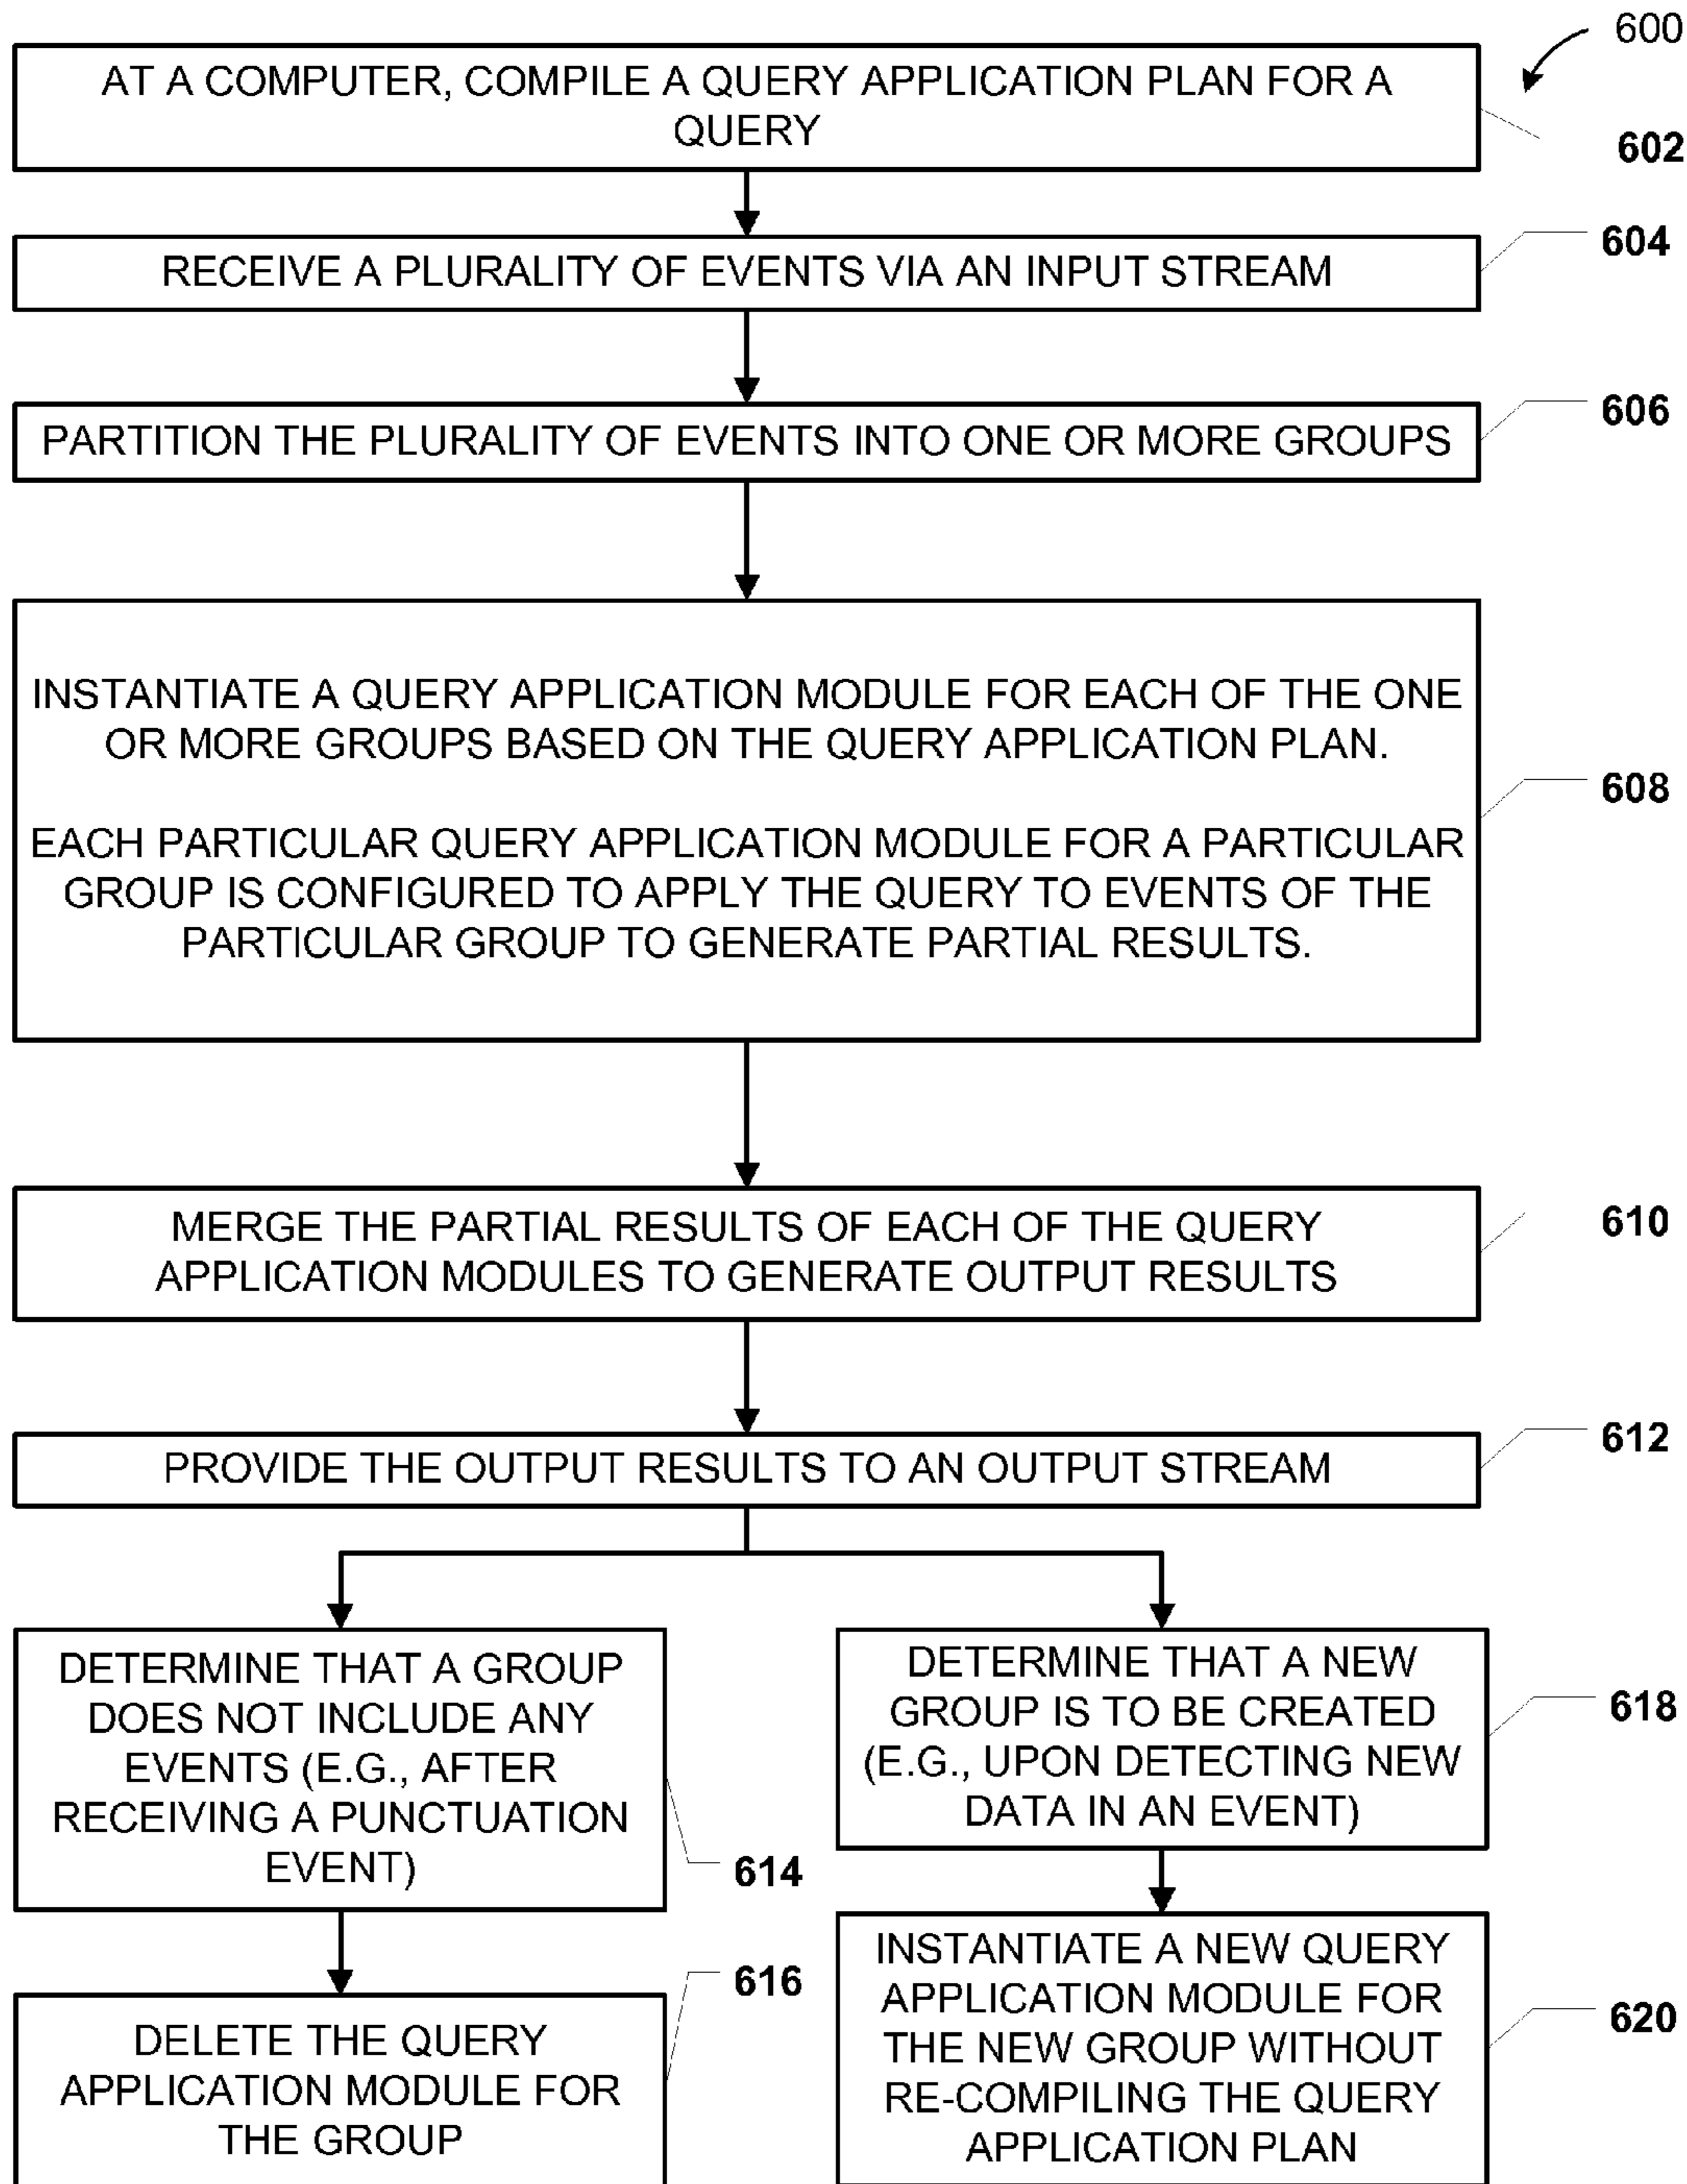 600
AT A COMPUTER, COMPILE A QUERY APPLICATION PLAN FOR A
QUERY
602
RECEIVE A PLURALITY OF EVENTS VIA AN INPUT STREAM
604
PARTITION THE PLURALITY OF EVENTS INTO ONE OR MORE GROUPS
606
INSTANTIATE A QUERY APPLICATION MODULE FOR EACH OF THE ONE
OR MORE GROUPS BASED ON THE QUERY APPLICATION PLAN.
EACH PARTICULAR QUERY APPLICATION MODULE FOR A PARTICULAR
GROUP IS CONFIGURED TO APPLY THE QUERY TO EVENTS OF THE
PARTICULAR GROUP TO GENERATE PARTIAL RESULTS.
608
MERGE THE PARTIAL RESULTS OF EACH OF THE QUERY
APPLICATION MODULES TO GENERATE OUTPUT RESULTS
610
PROVIDE THE OUTPUT RESULTS TO AN OUTPUT STREAM
612
DETERMINE THAT A GROUP
DOES NOT INCLUDE ANY
EVENTS (E.G., AFTER
RECEIVING A PUNCTUATION
EVENT)
614
DELETE THE QUERY
APPLICATION MODULE FOR
THE GROUP
616
DETERMINE THAT A NEW
GROUP IS TO BE CREATED
(E.G., UPON DETECTING NEW
DATA IN AN EVENT)
618
INSTANTIATE A NEW QUERY
APPLICATION MODULE FOR
THE NEW GROUP WITHOUT
RE-COMPILING THE QUERY
APPLICATION PLAN
620